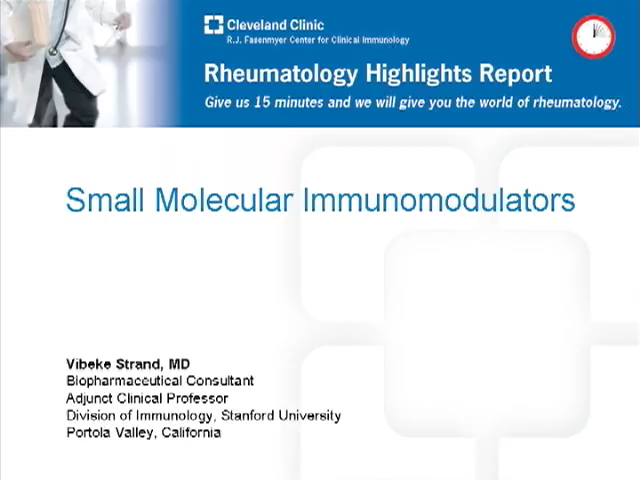 Cleveland Clinic
R.J. Fasenmyer Center for Clinical Immunology
Rheumatology Highlights Report
Give us 15 minutes and we will give you the world of rheumatology.
Small Molecular Immunomodulators
Vibeke Strand, MD
Biopharmaceutical Consultant
Adjunct Clinical Professor
Division of Immunology, Stanford University
Portola Valley, California